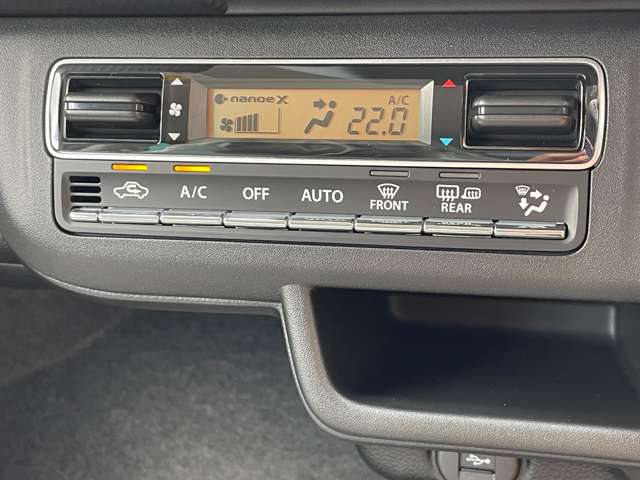 nanoe X
A/C
22.0
A/C
OFF
AUTO
FRONT
REAR